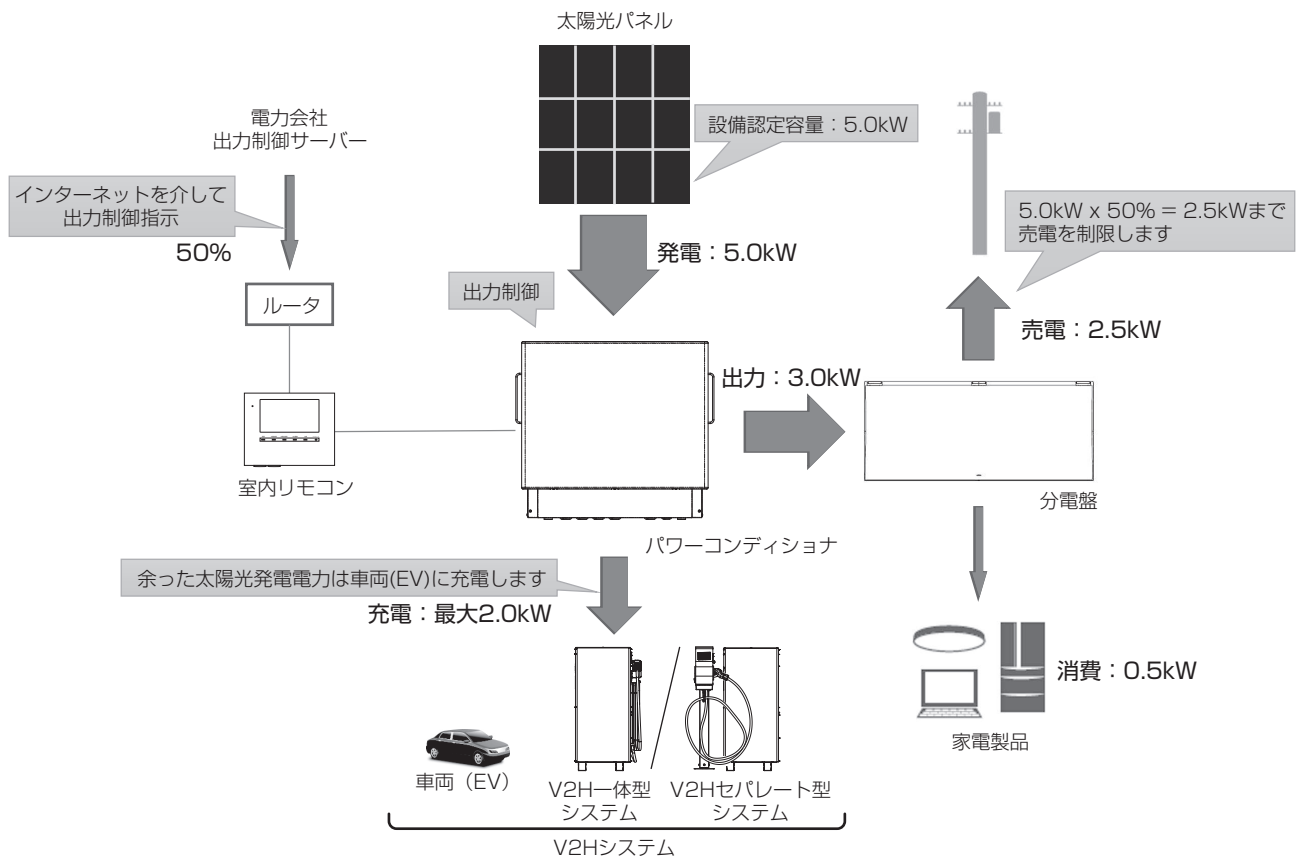 太陽光パネル
設備認定容量：5.0kW
電力会社
出力制御サーバー
インターネットを介して
出力制御指示
50%
5.0kW x 50% = 2.5kWまで
売電を制限します
発電：5.0kW
出力制御
ルータ
売電：2.5kW
出力：3.0kW
室内リモコン
分電盤
パワーコンディショナ
余った太陽光発電電力は車両(EV)に充電します
充電：最大2.0kW
消費：0.5kW
家電製品
車両（EV）
V2H一体型
システム
V2Hセパレート型
システム
V2Hシステム